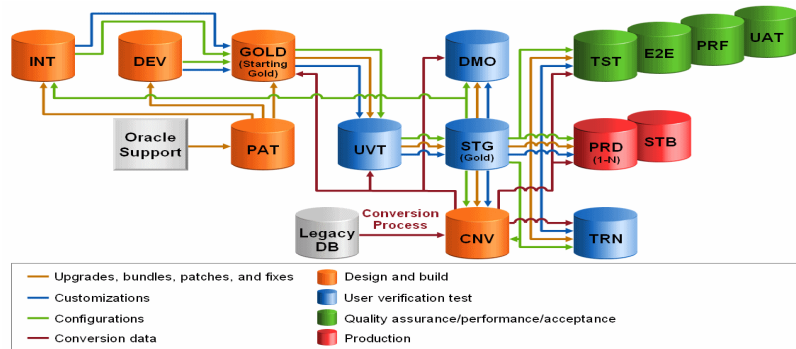 INT
DEV
GOLD
(Starting
Gold)
DMO
TST
E2E
PRF
UAT
Oracle
Support
PAT
UVT
STG
(Gold)
PRD
(1-N)
STB
Legacy
DB
Conversion
Process
CNV
TRN
Upgrades, bundles, patches, and fixes
Customizations
Configurations
Conversion data
Design and build
User verification test
Quality assurance/performance/acceptance
Production